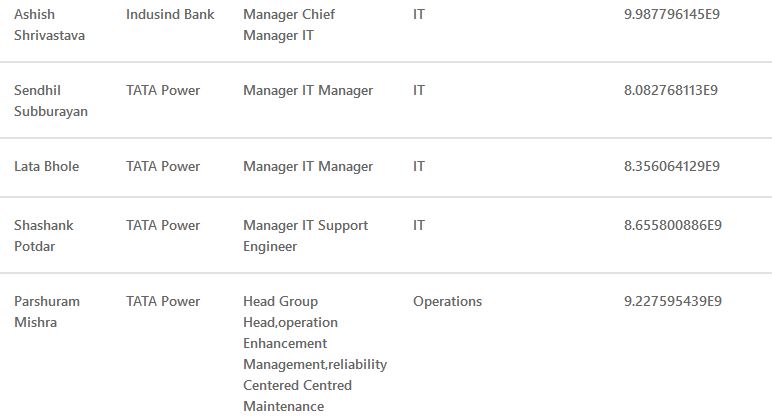 Ashish Indusind Bank Manager Chief IT 9.987796145E9
Shrivastava Manager IT
Sendhil TATA Power Manager IT Manager IT 8.082768113E9
Subburayan
Lata Bhole TATA Power Manager IT Manager IT 8.356064129E9
Shashank TATA Power Manager IT Support IT 8.655800886E9
Potdar Engineer
Parshuram TATA Power Head Group Operations 9.227595439E9
Mishra Head,operation
Enhancement
Management,reliability
Centered Centred
Maintenance